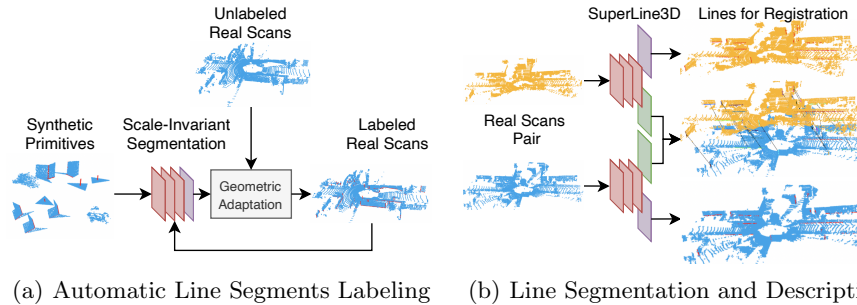 Unlabeled
Real Scans
Synthetic
Primitives
Scale-Invariant
Segmentation
Labeled
Real Scans
Geometric
Adaptation
(a) Automatic Line Segments Labeling
SuperLine3D
Lines for Registration
Real Scans
Pair
(b) Line Segmentation and Descript